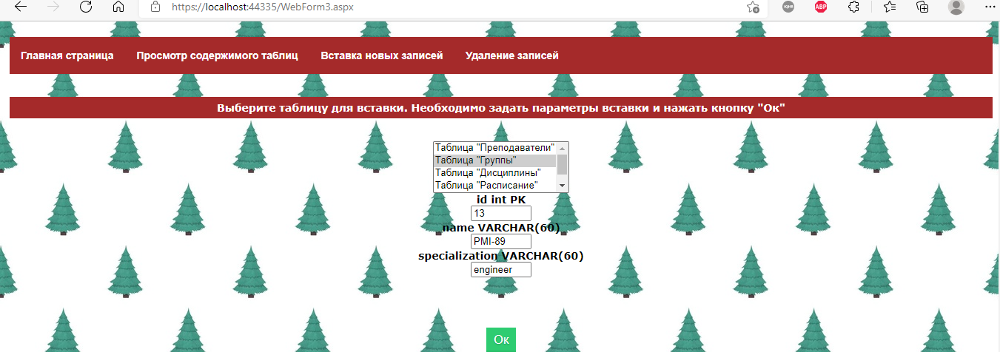 https://localhost:44335/WebForm3.aspx
IQHR
ABP
Главная страница Просмотр содержимого таблиц Вставка новых записей Удаление записей
Выберите таблицу для вставки. Необходимо задать параметры вставки и нажать кнопку "Ок"
Таблица "Преподаватели"
Таблица "Группы"
Таблица "Дисциплины"
Таблица "Расписание"
id int PK
13
name VARCHAR(60)
PMI-89
specialization VARCHAR(60)
engineer
Ок